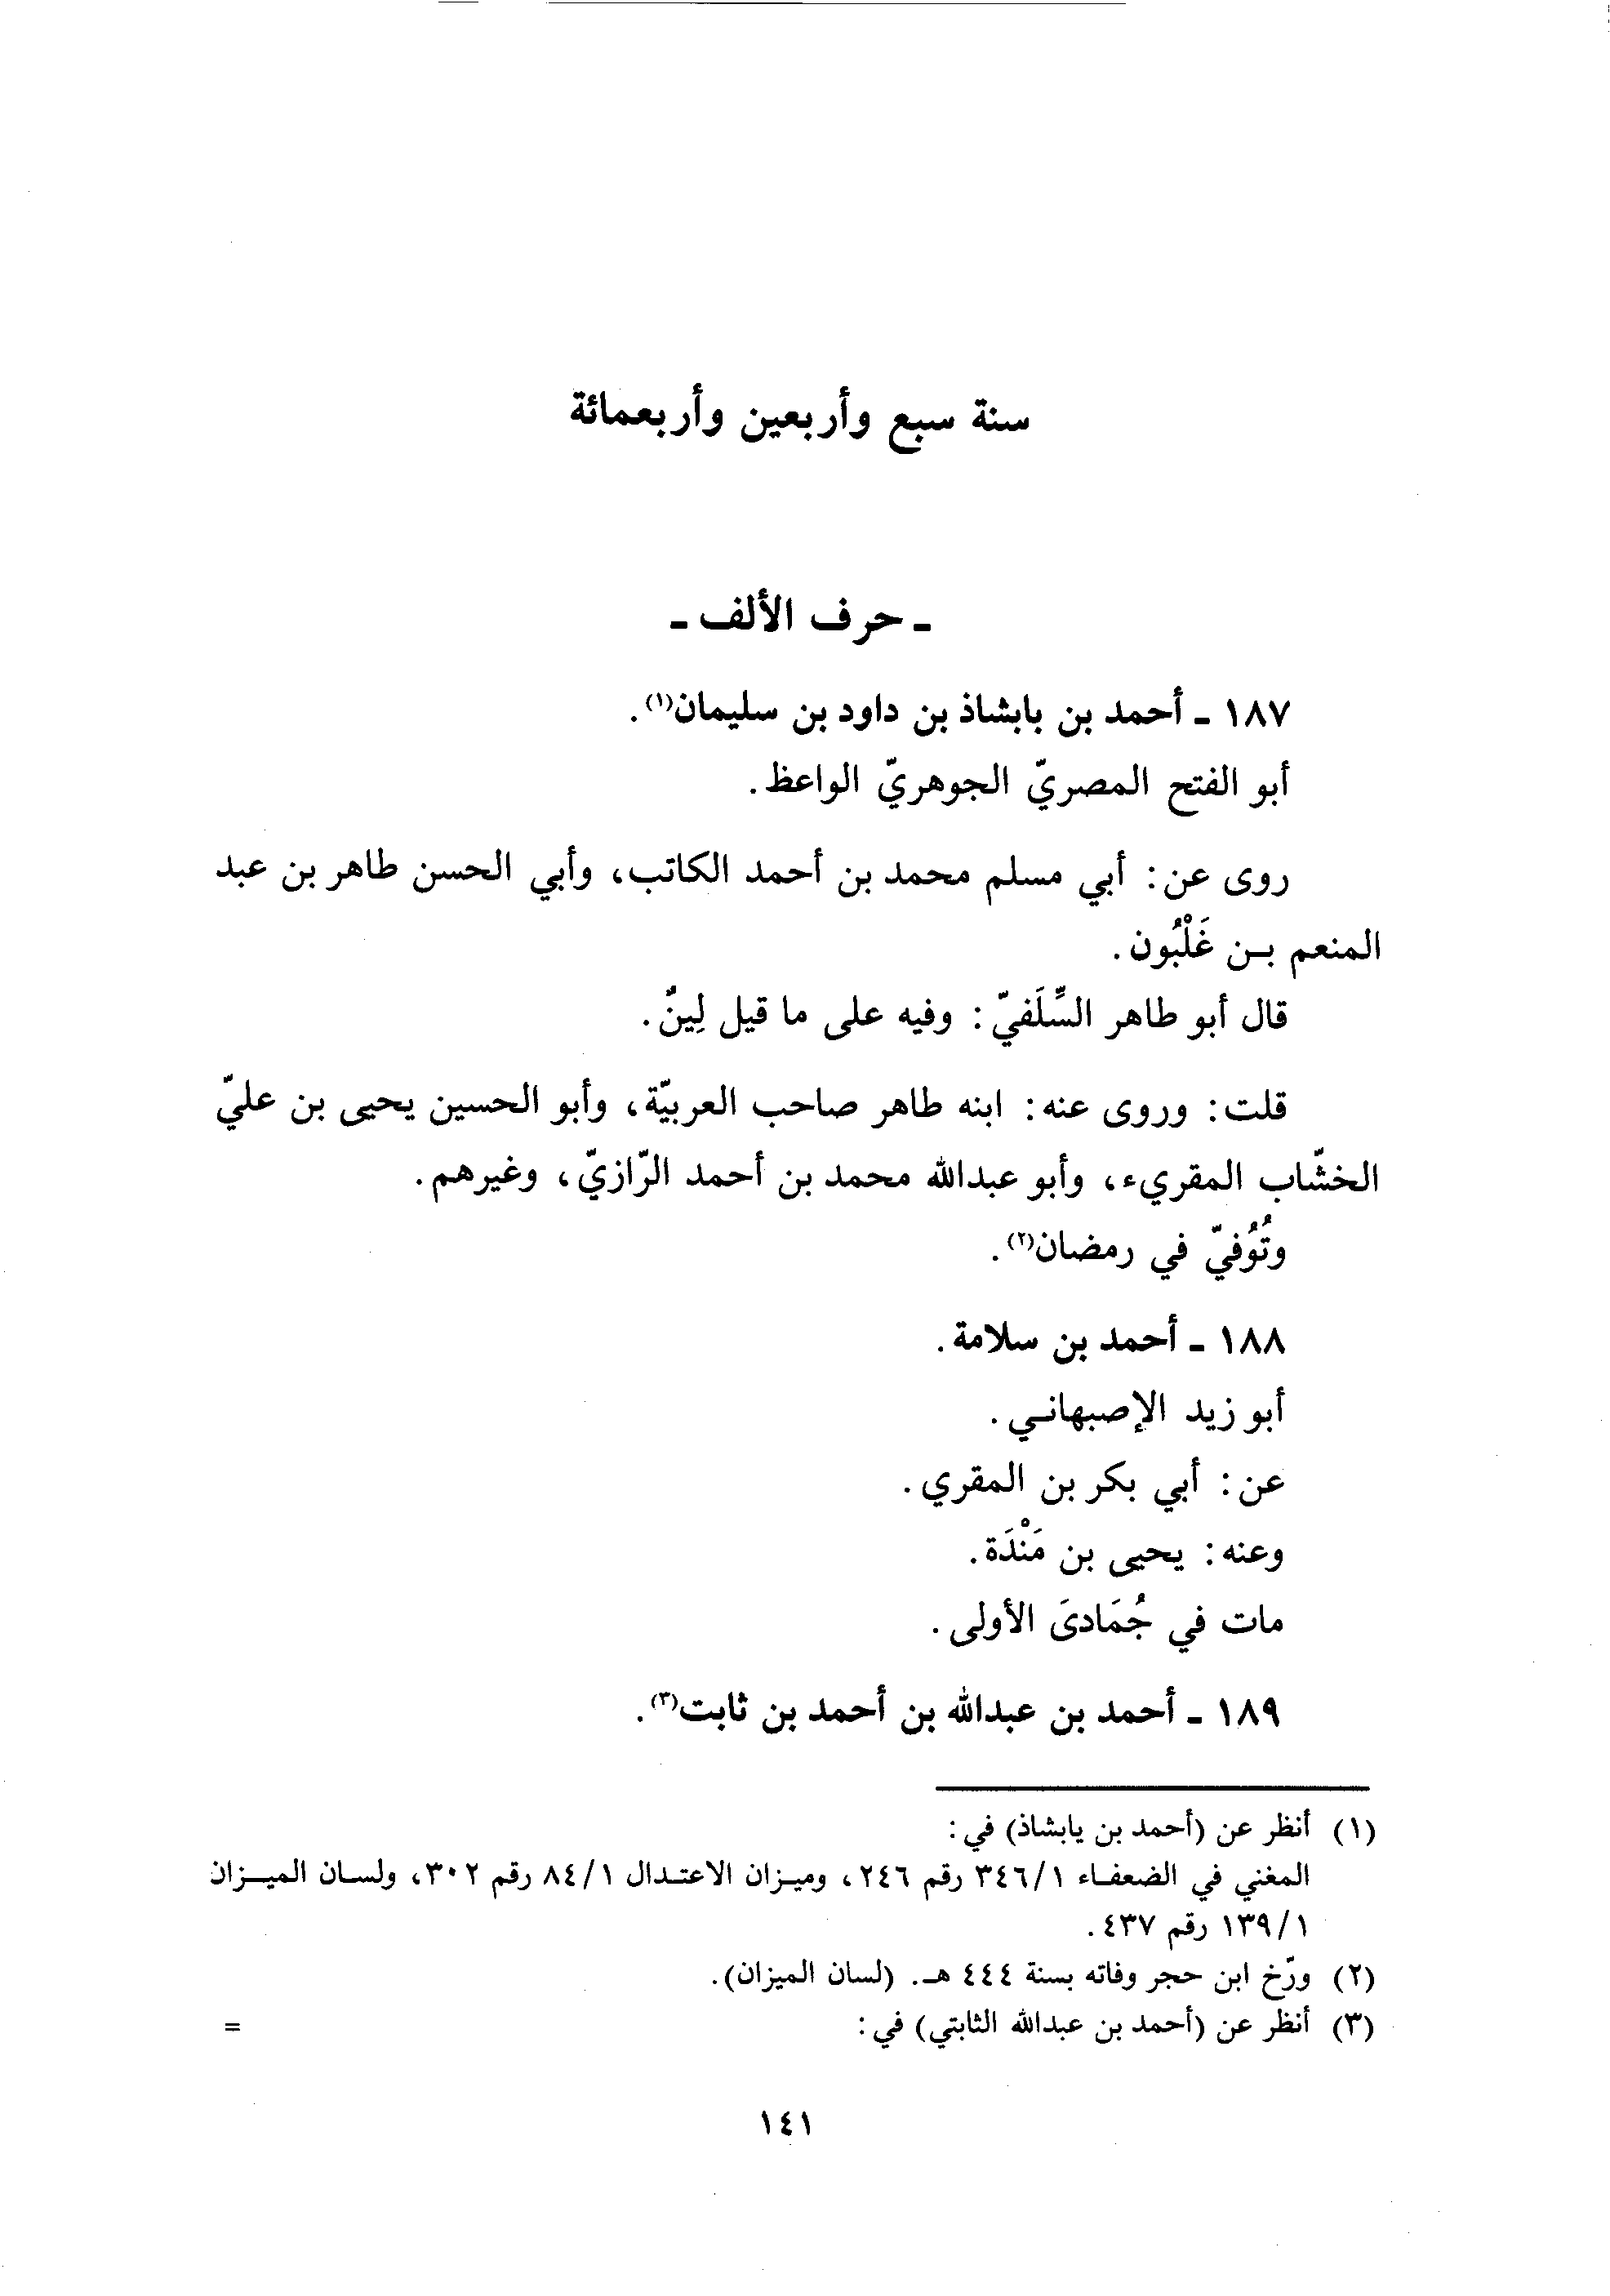 سنة سبع وأربعين وأربعمائة
ـ حرف الألف ـ
١٨٧ ـ أحمد بن بابشاذ بن داود بن سليمان(١).
أبو الفتح المصريّ الجوهريّ الواعظ.
روى عن: أبي مسلم محمد بن أحمد الكاتب، وأبي الحسن طاهر بن عبد
المنعم بـن غَلْبُون.
قال أبو طاهر السِّلَفيّ: وفيه على ما قيل لِينٌ.
قلت: وروى عنه: ابنه طاهر صاحب العربيّة، وأبو الحسين يحيى بن عليّ
الخشّاب المقريء، وأبو عبدالله محمد بن أحمد الرّازيّ، وغيرهم.
وتُوُفيّ في رمضان(٢).
١٨٨ ـ أحمد بن سلامة.
أبو زيد الإصبهانـي.
عن: أبي بكر بن المقري.
وعنه: يحيى بن مَنْدَة.
مات في جُمَادىَ الأولى.
١٨٩ ـ أحمد بن عبدالله بن أحمد بن ثابت(٣).
(١) أنظر عن (أحمد بن يابشاذ) في:
المغني في الضعفـاء ٣٤٦/١ رقم ٢٤٦، وميـزان الاعتـدال ٨٤/١ رقم ٣٠٢، ولسـان الميـزان
١٣٩/١ رقم ٤٣٧.
(٢) ورّخ ابن حجر وفاته بسنة ٤٤٤ هـ. (لسان الميزان).
(٣) أنظر عن (أحمد بن عبدالله الثابتي) في: =
١٤١